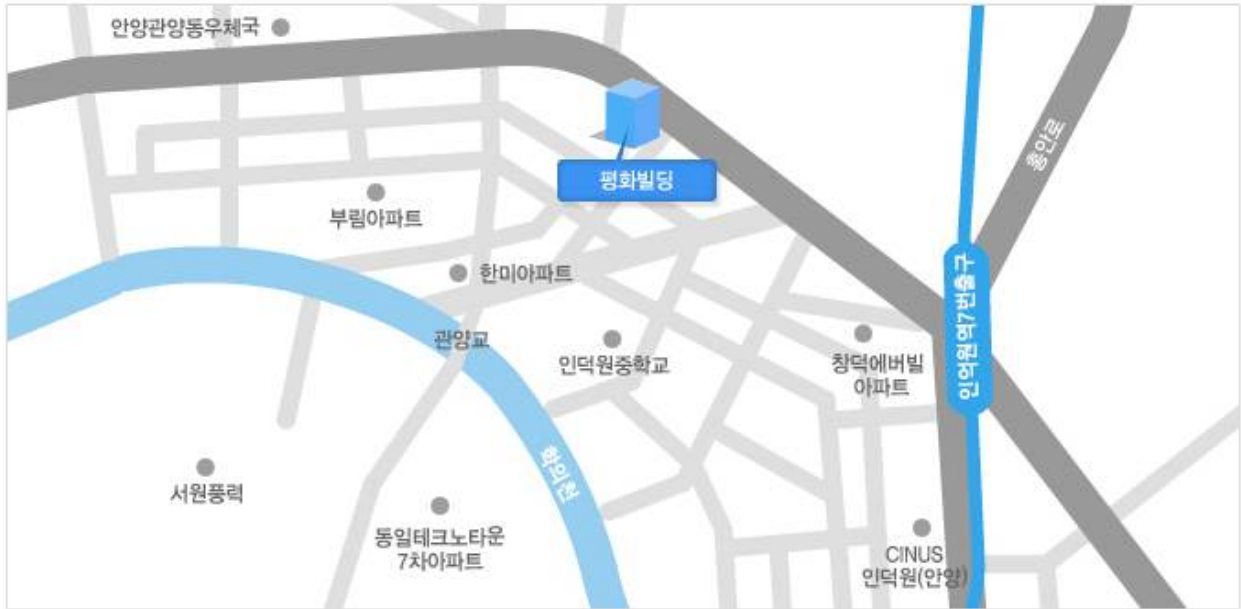 안양관양동우체국
홍안로
평화빌딩
부림아파트
한미아파트
인덕원역7번출구
관양교
인덕원중학교
창덕에버빌
아파트
학의천
서원풍력
동일테크노타운
7차아파트
CINUS
인덕원(안양)